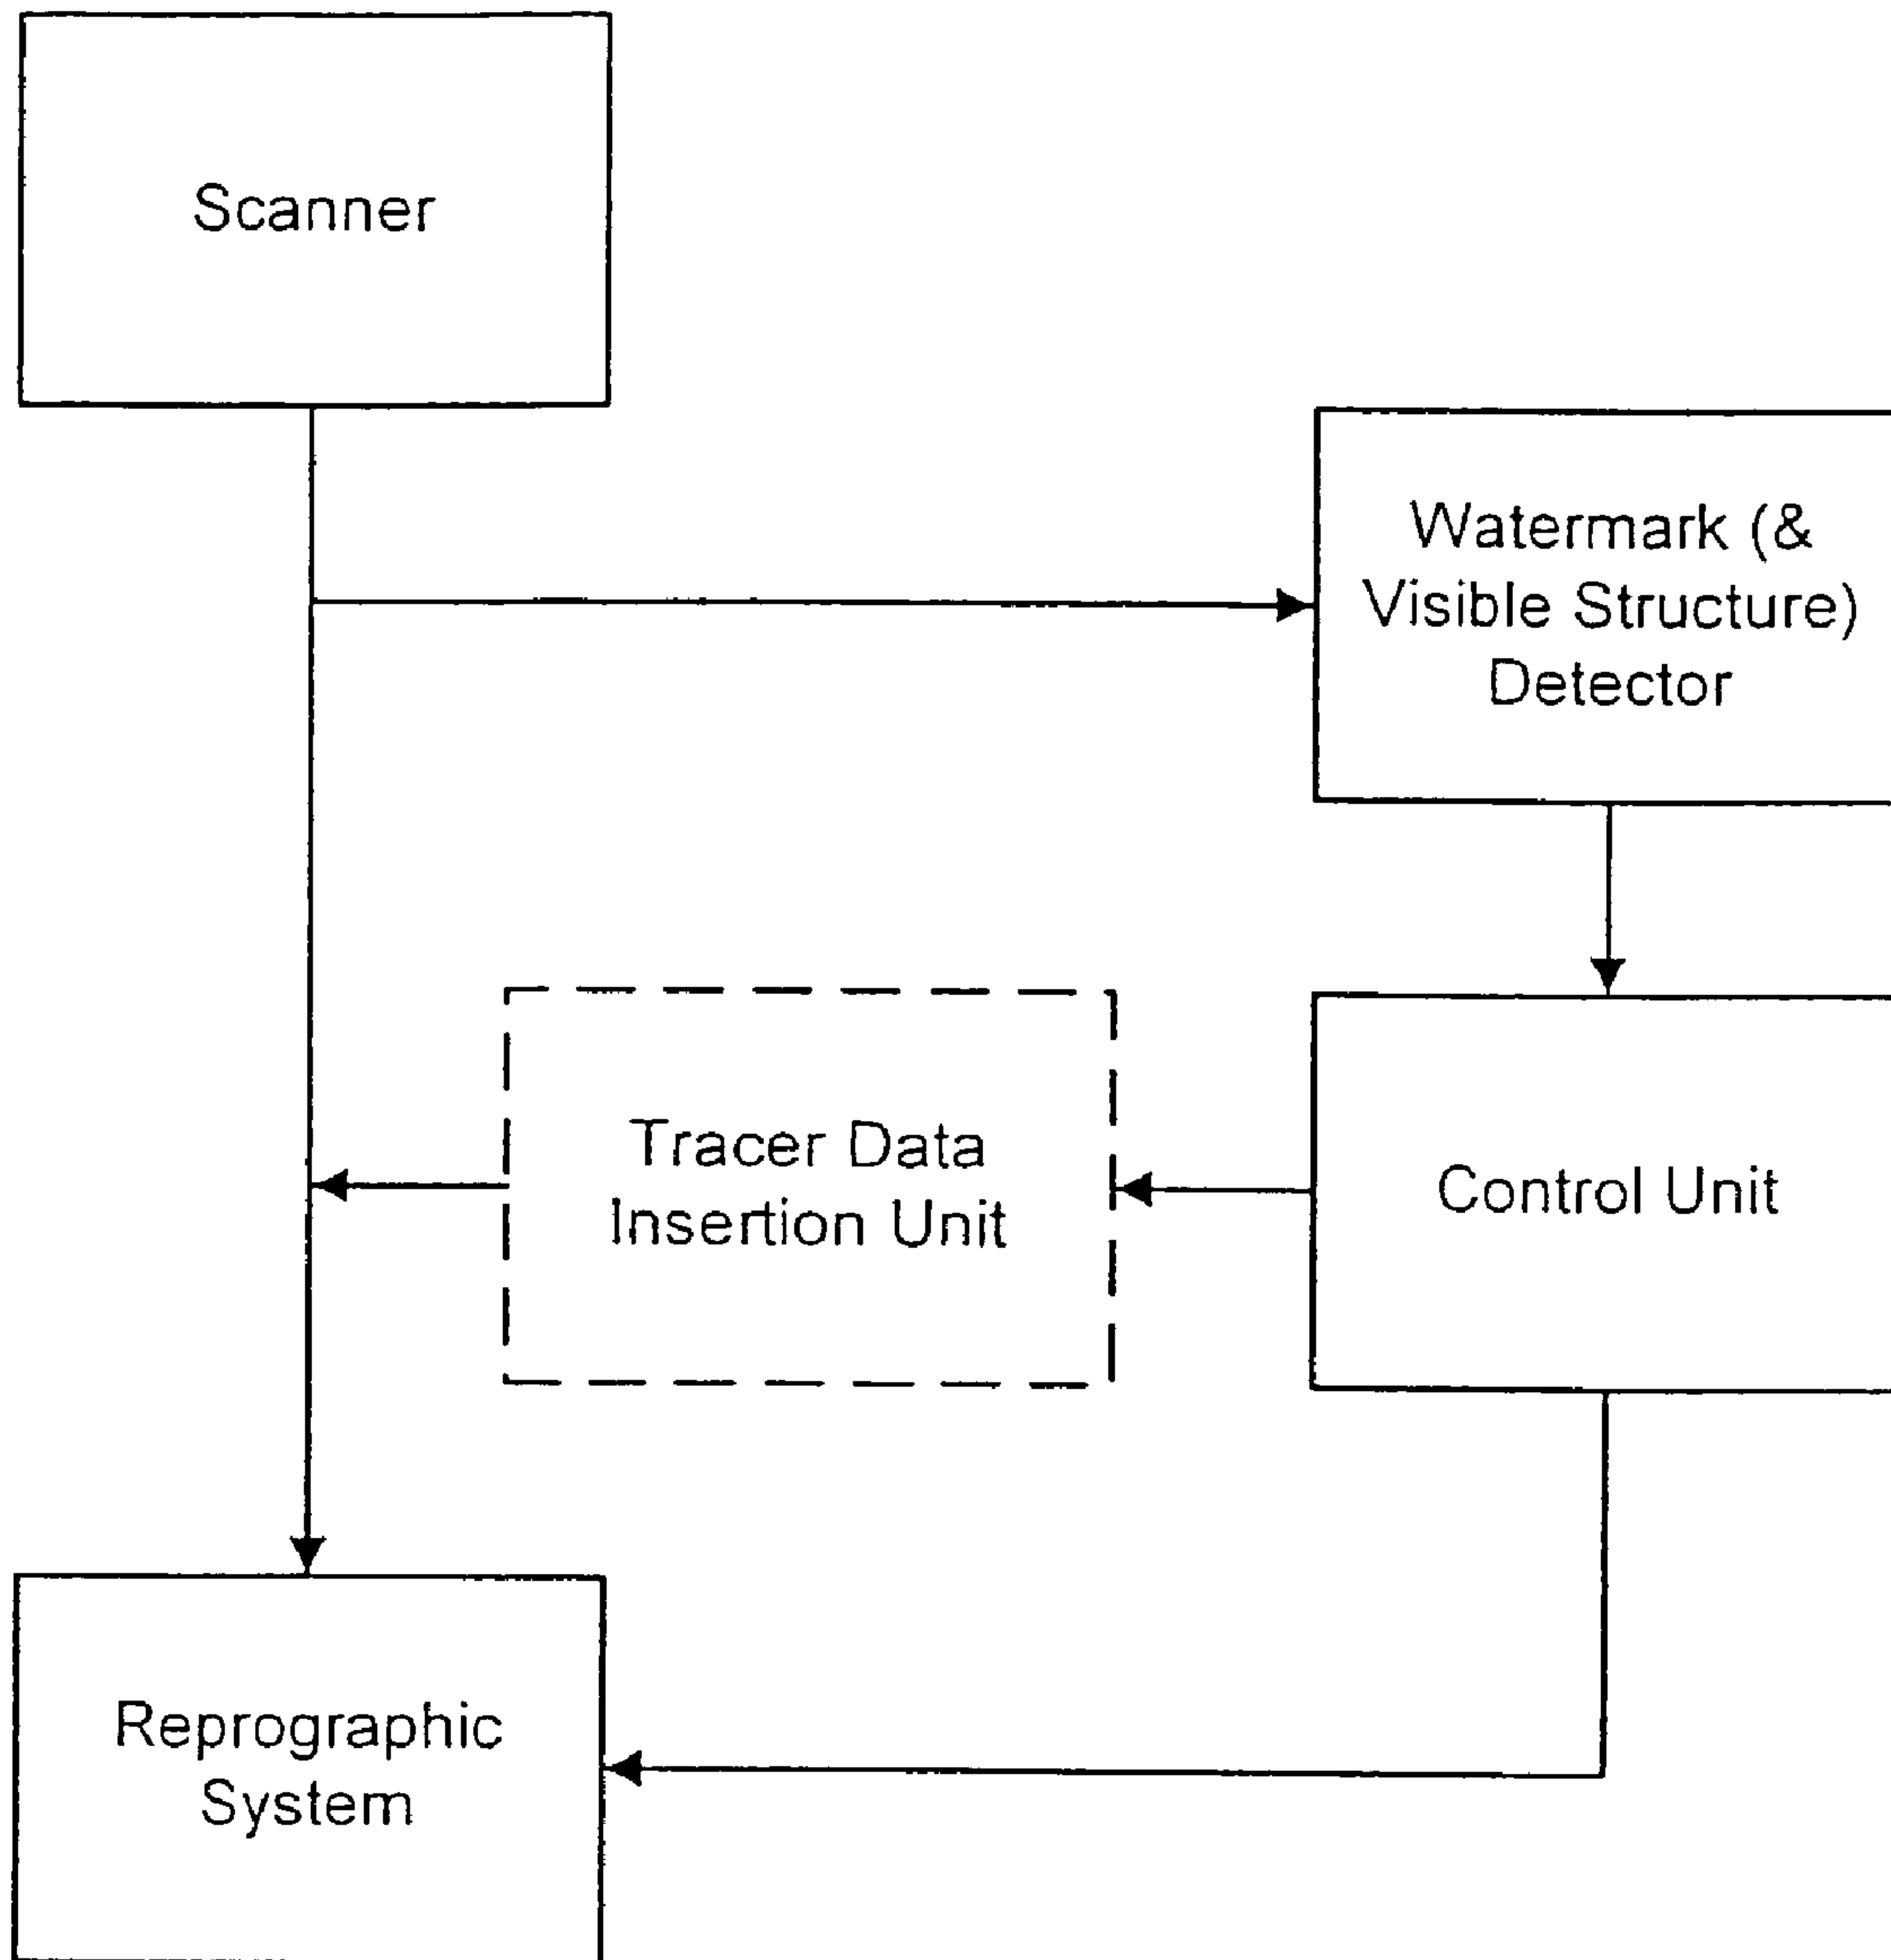 Scanner
Watermark (&
Visible Structure)
Detector
Tracer Data
Insertion Unit
Control Unit
Reprographic
System